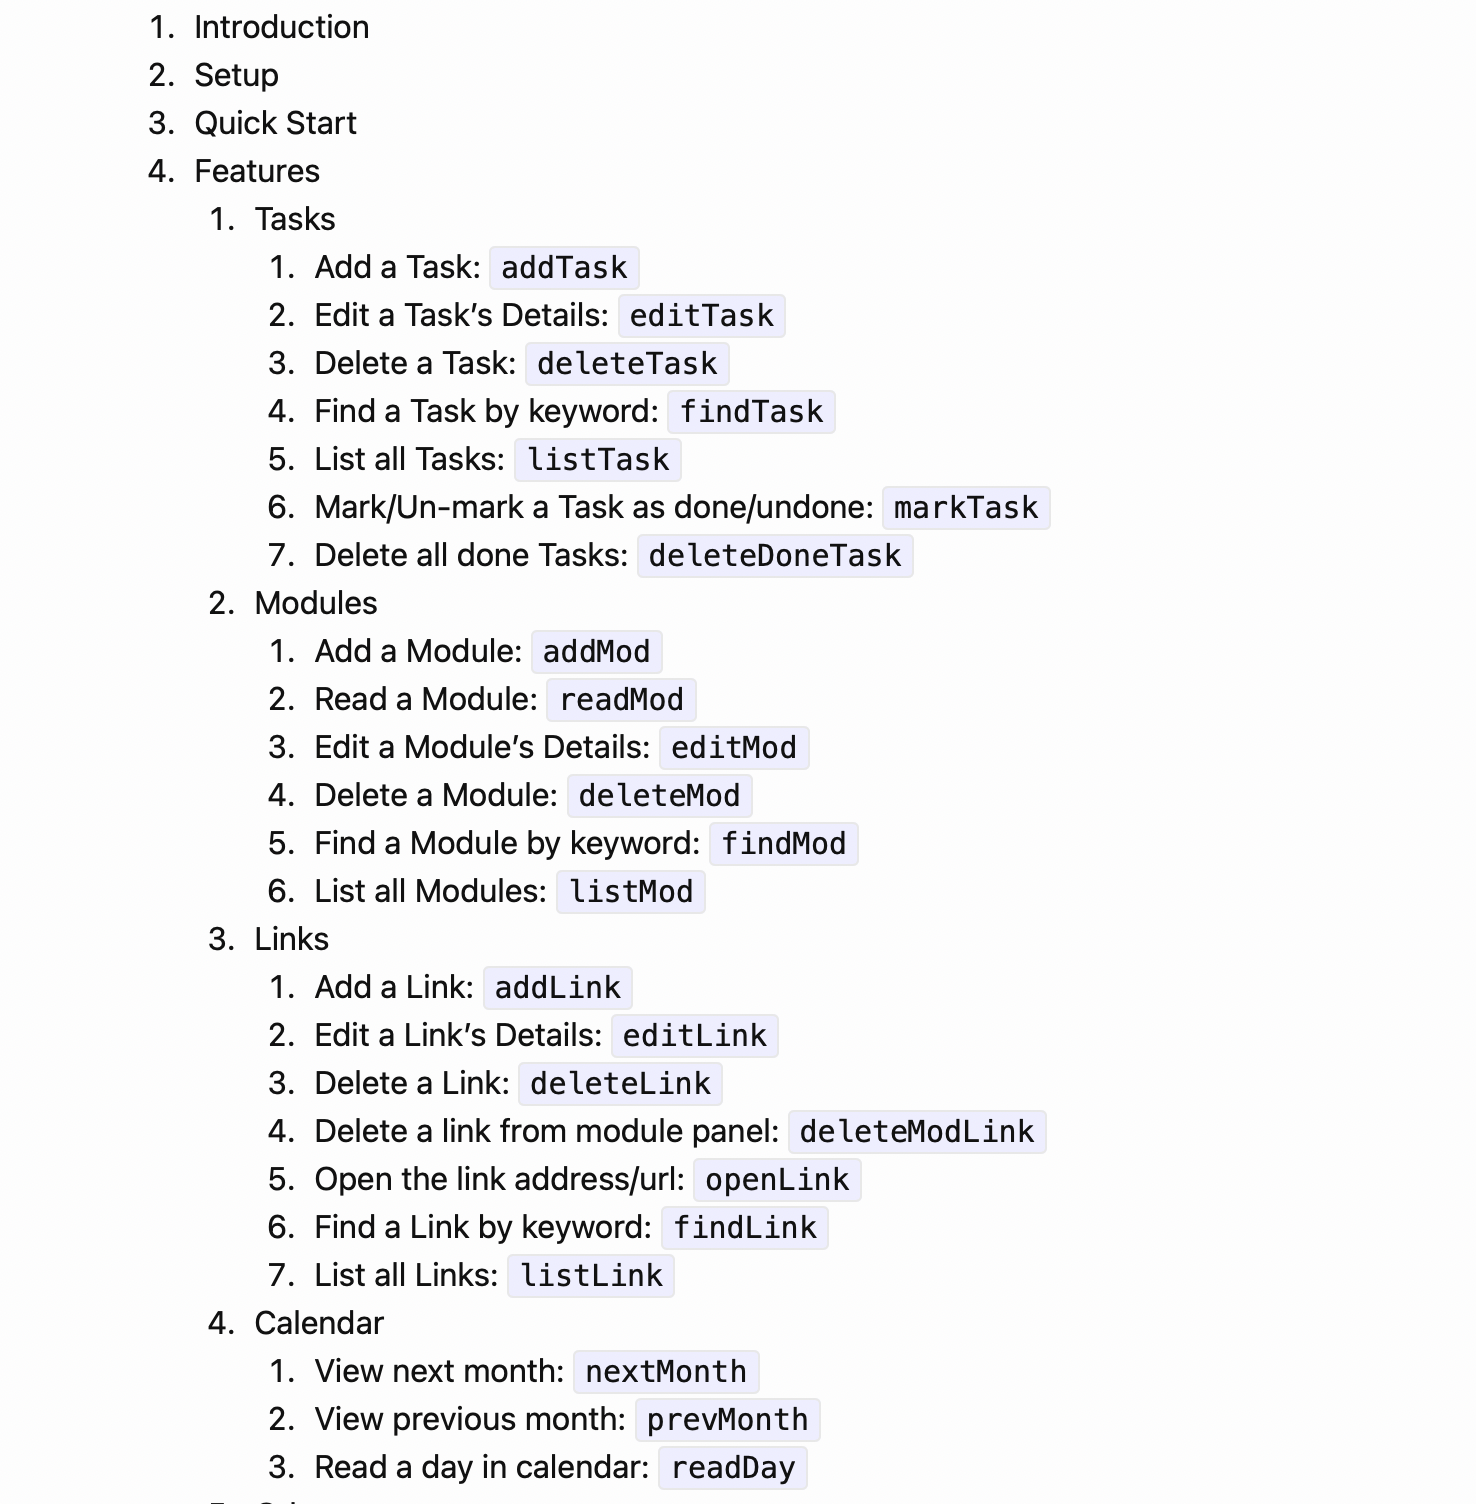 1. Introduction
2. Setup
3. Quick Start
4. Features
1. Tasks
1. Add a Task: addTask
2. Edit a Task’s Details: editTask
3. Delete a Task: deleteTask
4. Find a Task by keyword: findTask
5. List all Tasks: listTask
6. Mark/Un-mark a Task as done/undone: markTask
7. Delete all done Tasks: deleteDoneTask
2. Modules
1. Add a Module: addMod
2. Read a Module: readMod
3. Edit a Module’s Details: editMod
4. Delete a Module: deleteMod
5. Find a Module by keyword: findMod
6. List all Modules: listMod
3. Links
1. Add a Link: addLink
2. Edit a Link’s Details: editLink
3. Delete a Link: deleteLink
4. Delete a link from module panel: deleteModLink
5. Open the link address/url: openLink
6. Find a Link by keyword: findLink
7. List all Links: listLink
4. Calendar
1. View next month: nextMonth
2. View previous month: prevMonth
3. Read a day in calendar: readDay